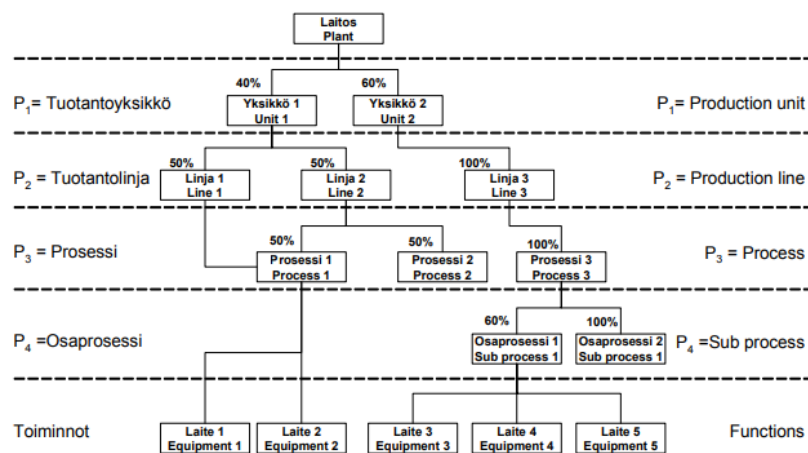 Laitos
Plant
40%
60%
P1= Tuotantoyksikkö
Yksikkö 1
Unit 1
Yksikkö 2
Unit 2
P1= Production unit
50%
50%
100%
P2 = Tuotantolinja
Linja 1
Line 1
Linja 2
Line 2
Linja 3
Line 3
P2 = Production line
50%
50%
100%
P3 = Prosessi
Prosessi 1
Process 1
Prosessi 2
Process 2
Prosessi 3
Process 3
P3 = Process
60%
100%
P4 =Osaprosessi
Osaprosessi 1
Sub process 1
Osaprosessi 2
Sub process 1
P4 =Sub process
Toiminnot
Laite 1
Equipment 1
Laite 2
Equipment 2
Laite 3
Equipment 3
Laite 4
Equipment 4
Laite 5
Equipment 5
Functions